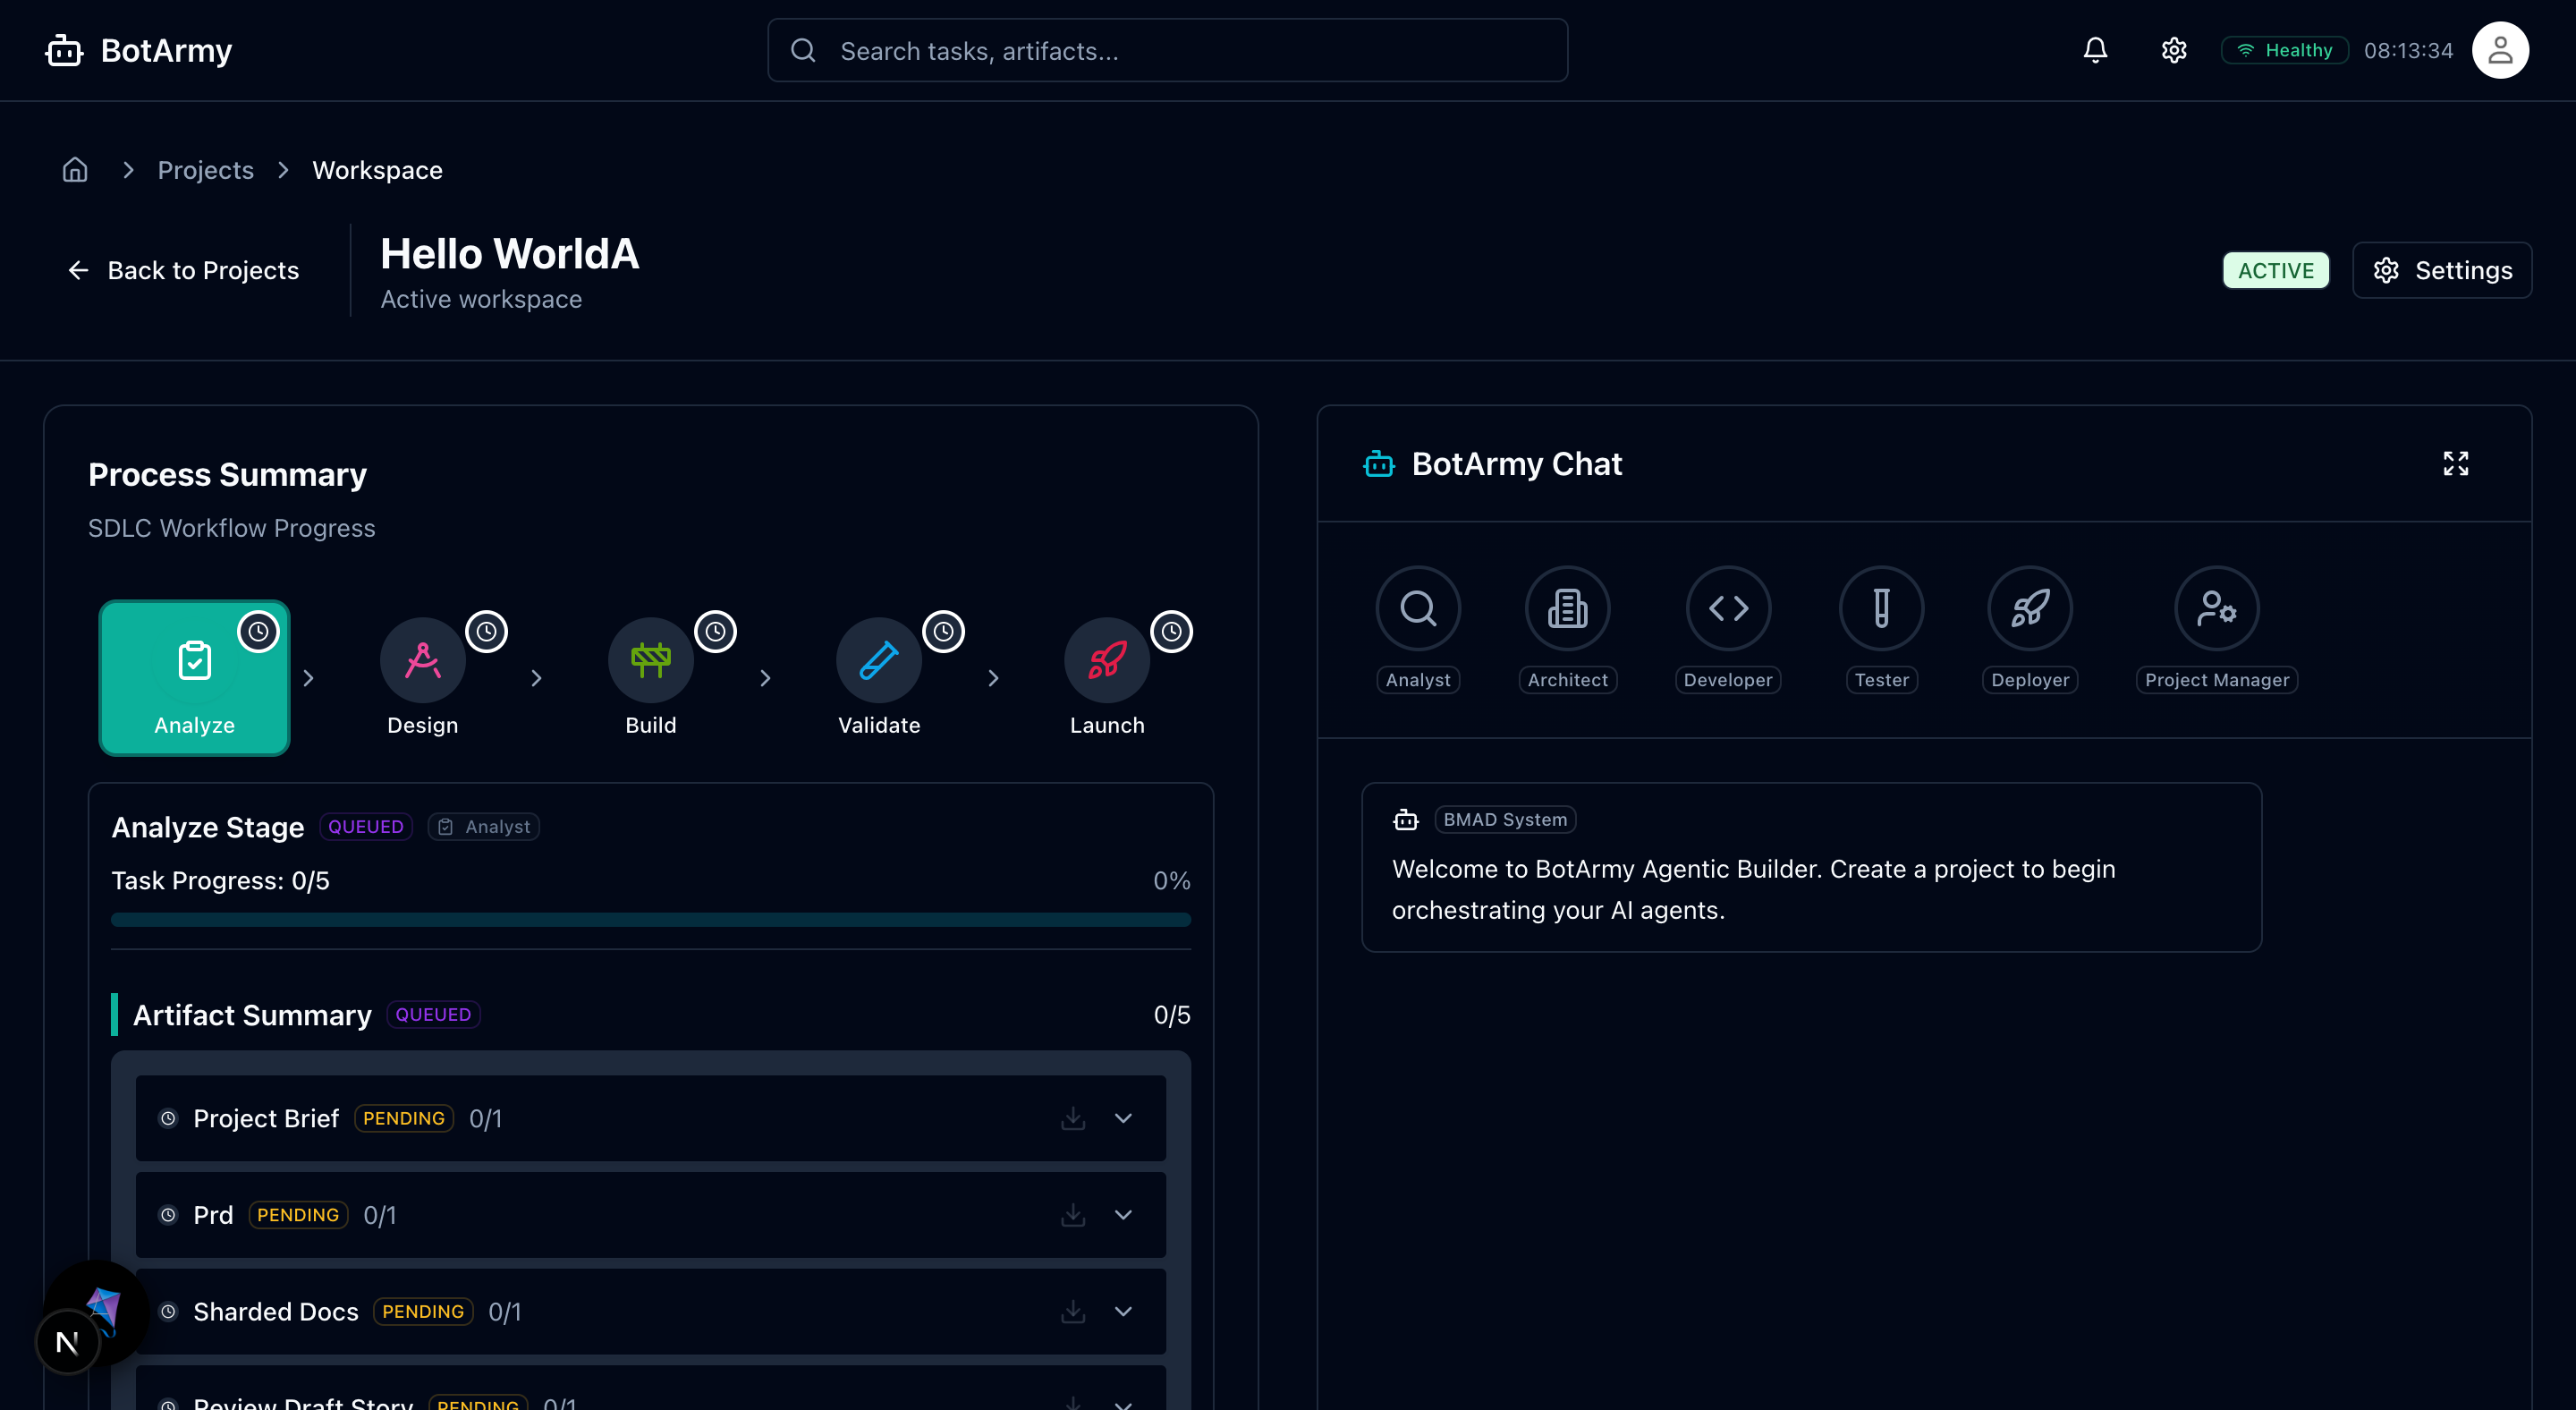 BotArmy
Search tasks, artifacts...
Healthy
08:13:34
Projects
Workspace
Back to Projects
Hello WorldA
Active workspace
ACTIVE
Settings
Process Summary
SDLC Workflow Progress
Analyze
Design
Build
Validate
Launch
Analyze Stage QUEUED Analyst
Task Progress: 0/5 0%
Artifact Summary QUEUED 0/5
Project Brief PENDING 0/1
Prd PENDING 0/1
Sharded Docs PENDING 0/1
Review Draft Story PENDING 0/1
N
BotArmy Chat
Analyst
Architect
Developer
Tester
Deployer
Project Manager
BMAD System
Welcome to BotArmy Agentic Builder. Create a project to begin
orchestrating your AI agents.